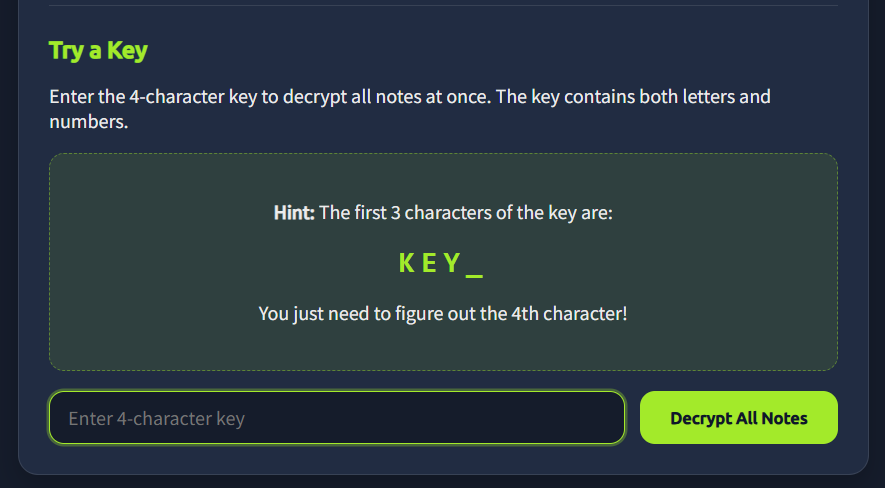 Try a Key
Enter the 4-character key to decrypt all notes at once. The key contains both letters and
numbers.
Hint: The first 3 characters of the key are:
KEY_
You just need to figure out the 4th character!
Enter 4-character key
Decrypt All Notes